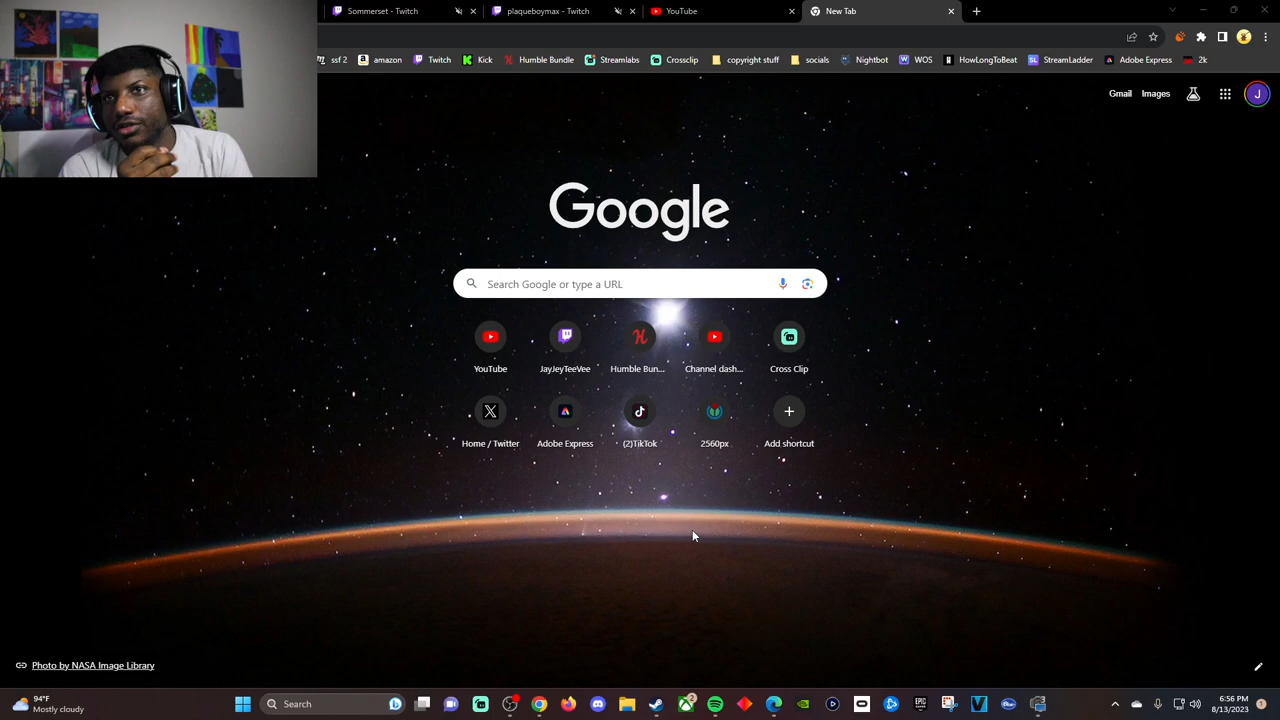 Sommerset - Twitch
plaqueboymax - Twitch
YouTube
New Tab
ssf 2
amazon
Twitch
Kick
Humble Bundle
Streamlabs
Crossclip
copyright stuff
socials
Nightbot
WOS
HowLongToBeat
StreamLadder
Adobe Express
2k
Gmail
Images
J
Google
Search Google or type a URL
YouTube
JayJeyTeeVee
Humble Bun...
Channel dash...
Cross Clip
Home / Twitter
Adobe Express
(2)TikTok
2560px
Add shortcut
Photo by NASA Image Library
94°F
Mostly cloudy
Search
2
6:56 PM
8/13/2023